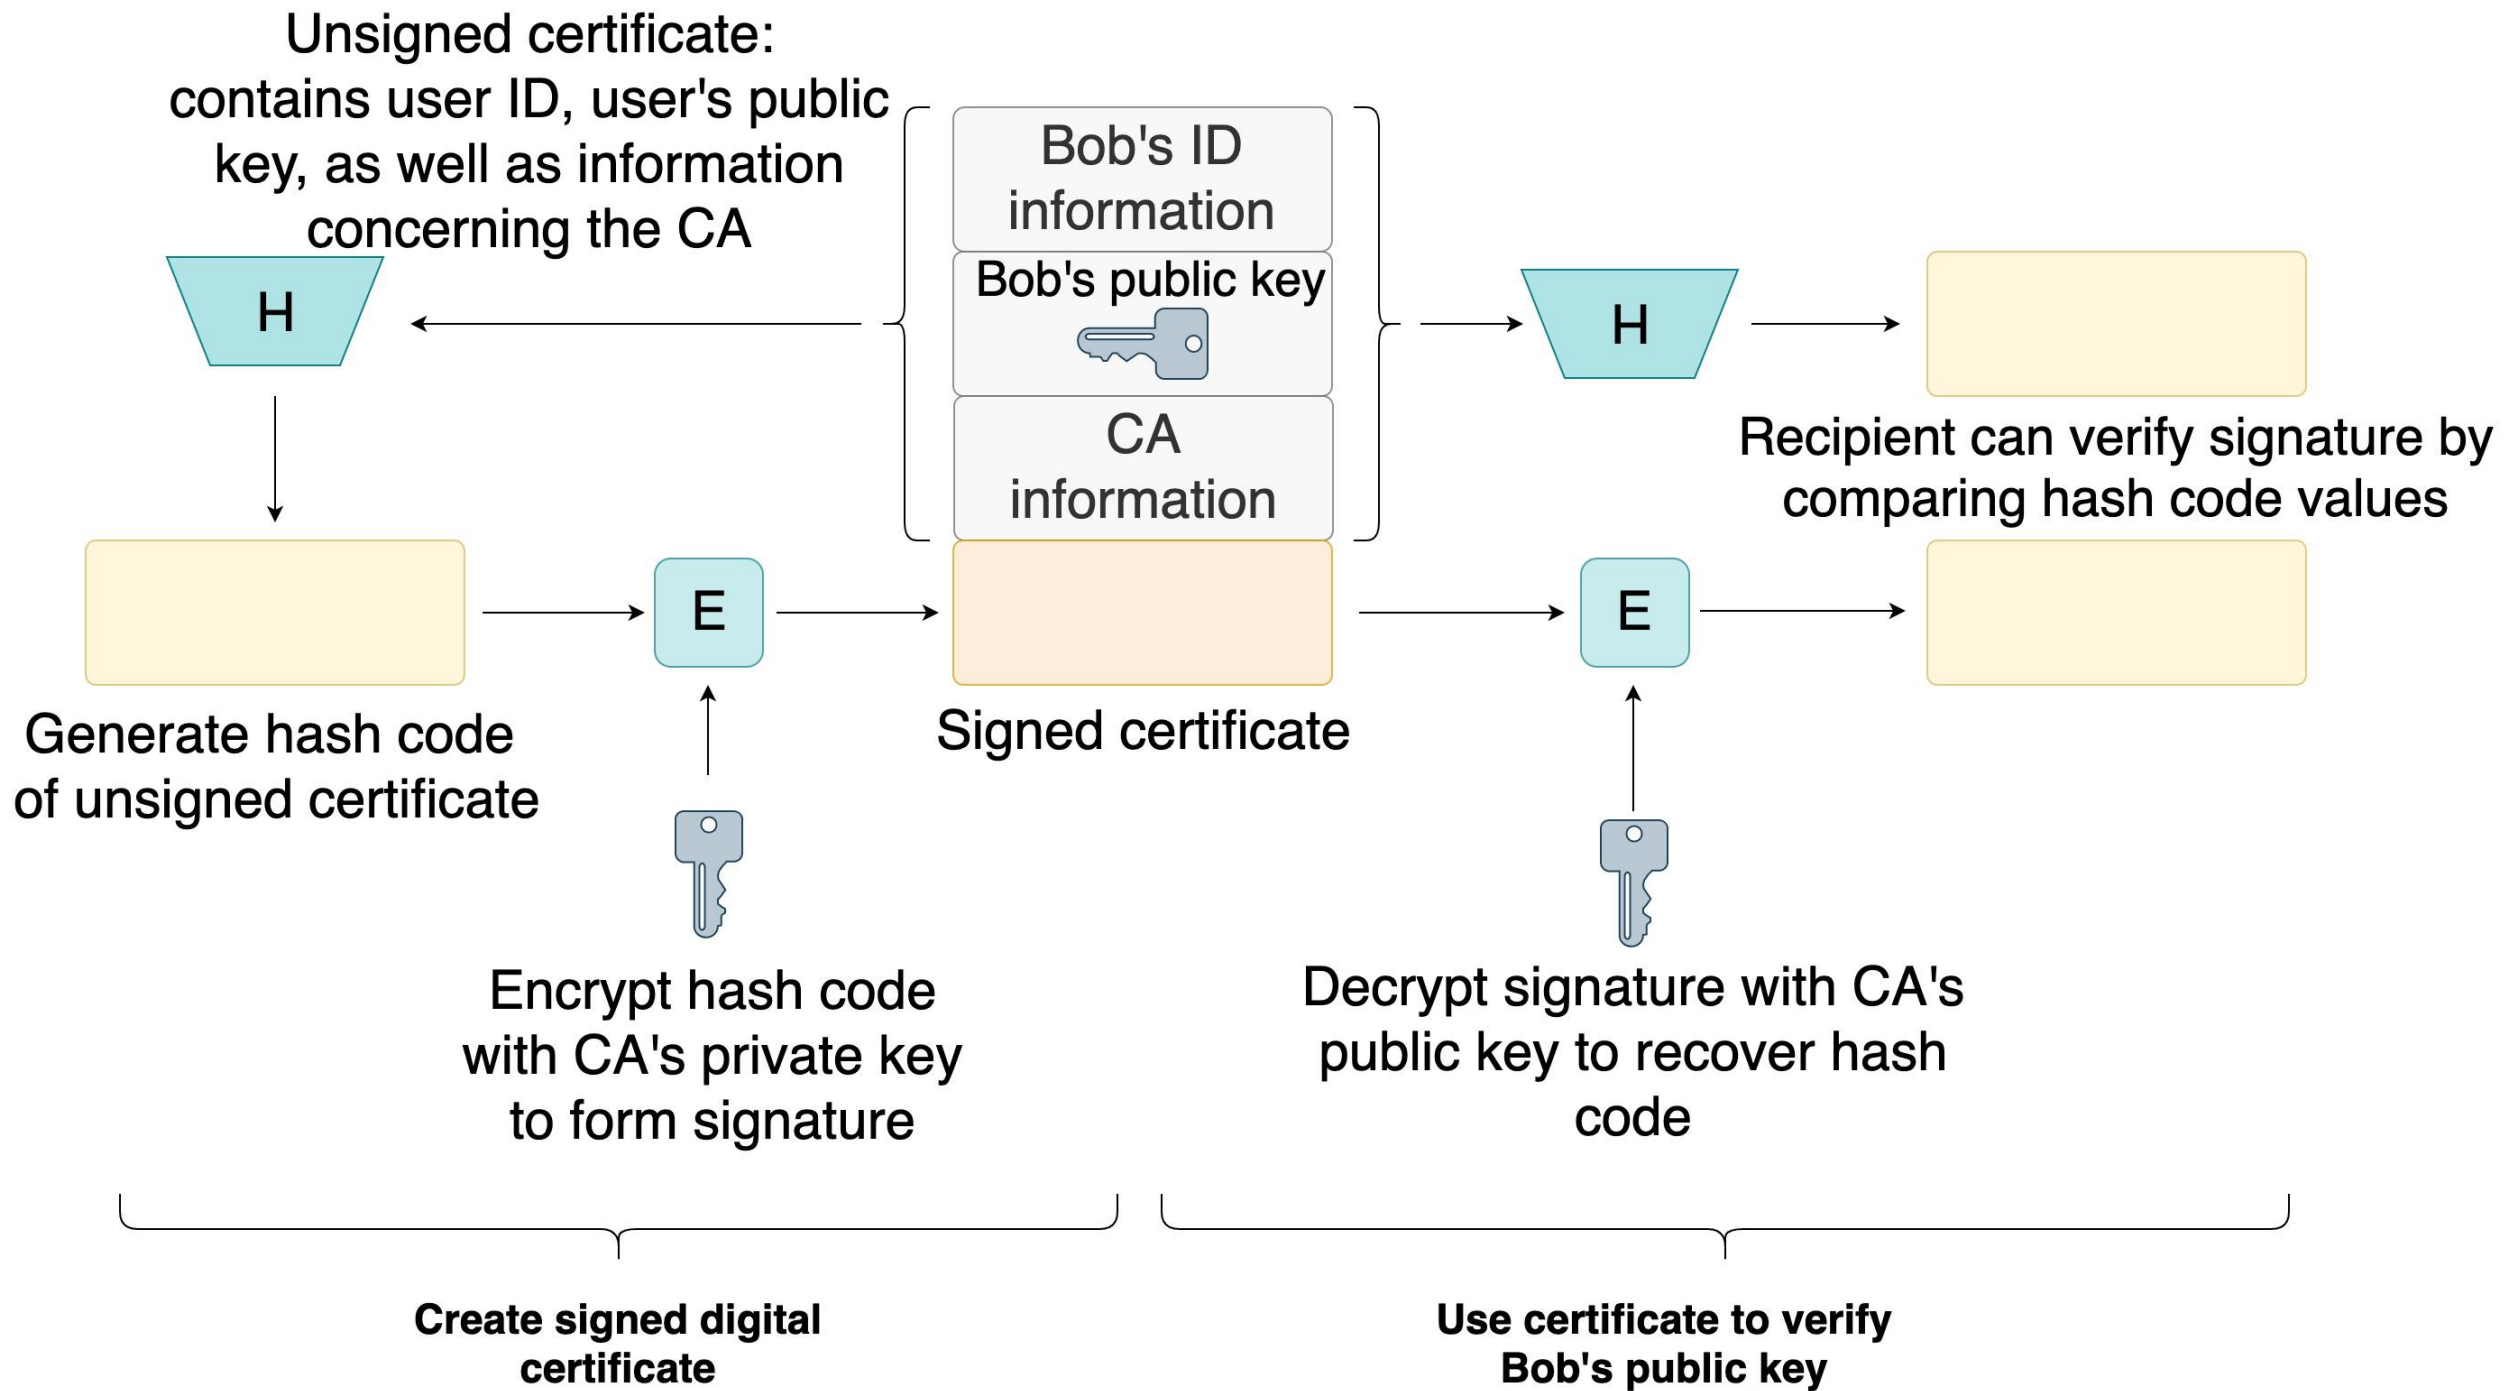 Unsigned certificate:
contains user ID, user's public
key, as well as information
concerning the CA
H
Bob's ID
information
Bob's public key
CA
information
H
Recipient can verify signature by
comparing hash code values
E
E
Generate hash code
of unsigned certificate
Signed certificate
Encrypt hash code
with CA's private key
to form signature
Decrypt signature with CA's
public key to recover hash
code
Create signed digital
certificate
Use certificate to verify
Bob's public key